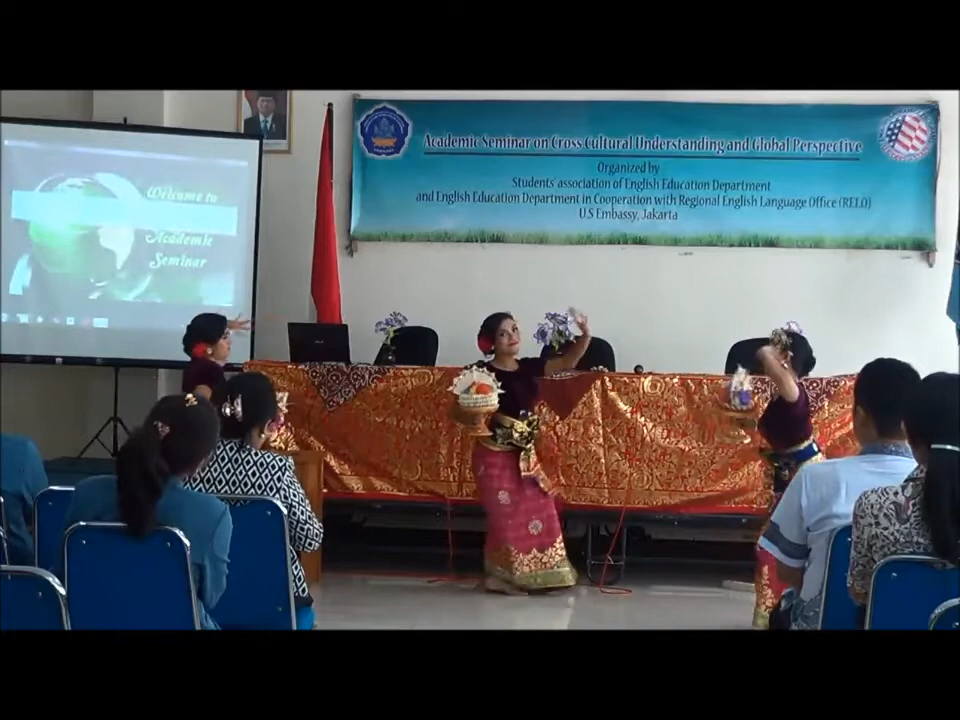 Academic Seminar on Cross Cultural Understanding and Global Perspective
Organized by
Students' association of English Education Department
and English Education Department in Cooperation with Regional English Language Office (RELO)
U.S Embassy, Jakarta
Welcome to
Academic
Seminar